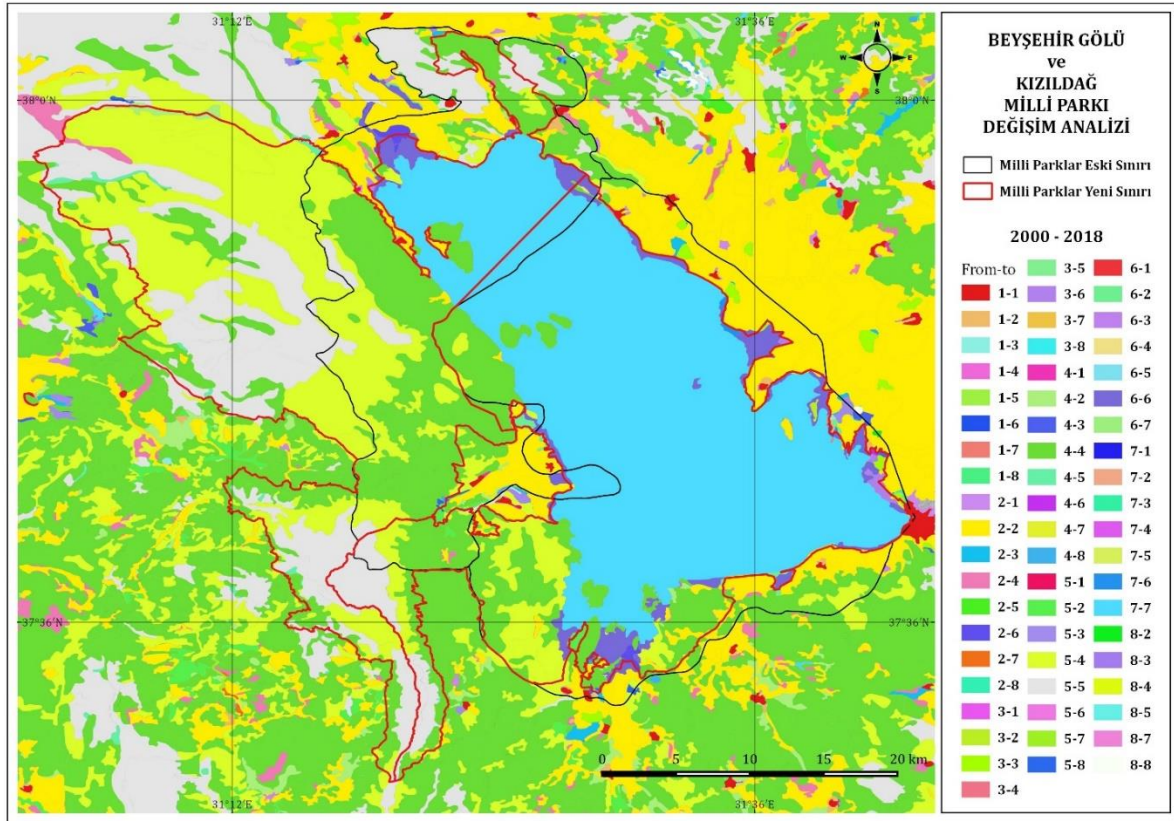 31°12'E
31°36'E
N
W
E
S
38°0'N
38°0'N
37°36'N
37°36'N
0
5
10
15
20 km
31°12'E
31°36'E
BEYŞEHİR GÖLÜ
ve
KIZILDAĞ
MİLLİ PARKI
DEĞİŞİM ANALİZİ
Milli Parklar Eski Sınırı
Milli Parklar Yeni Sınırı
2000 - 2018
From-to
1-1
1-2
1-3
1-4
1-5
1-6
1-7
1-8
2-1
2-2
2-3
2-4
2-5
2-6
2-7
2-8
3-1
3-2
3-3
3-4
3-5
3-6
3-7
3-8
4-1
4-2
4-3
4-4
4-5
4-6
4-7
4-8
5-1
5-2
5-3
5-4
5-5
5-6
5-7
5-8
6-1
6-2
6-3
6-4
6-5
6-6
6-7
7-1
7-2
7-3
7-4
7-5
7-6
7-7
8-2
8-3
8-4
8-5
8-7
8-8